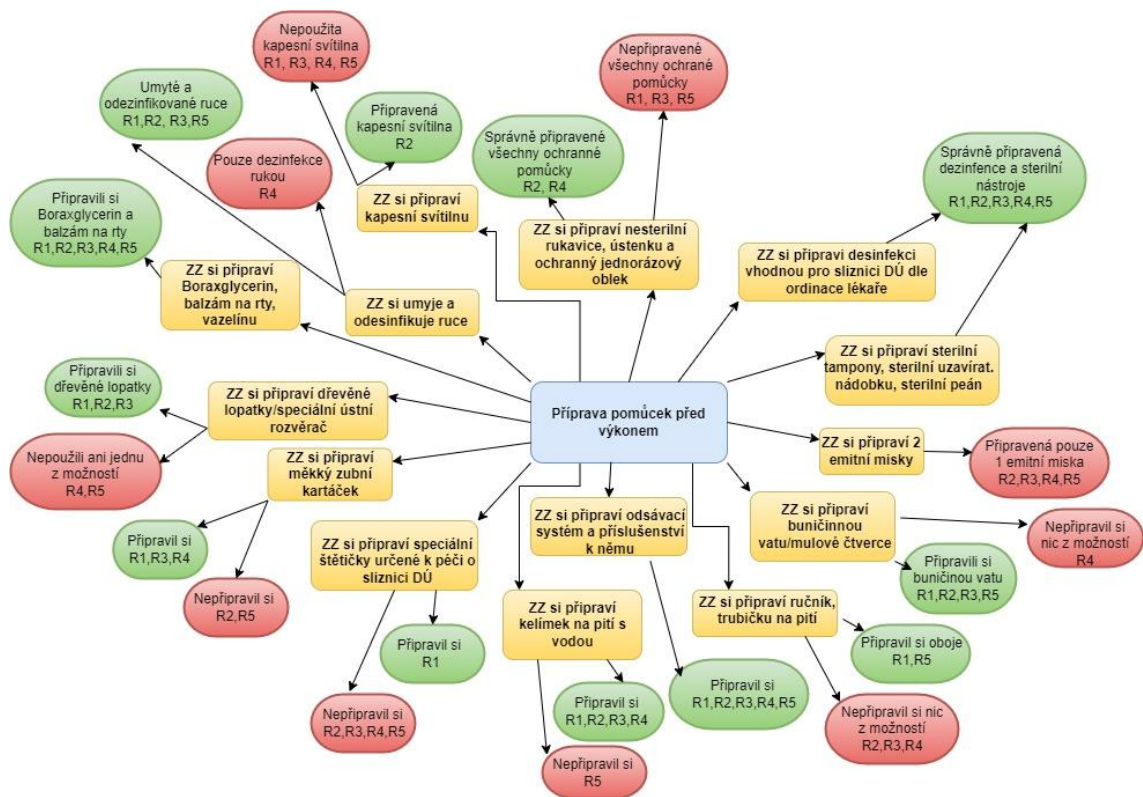 Nepoužita
kapesní svítilna
R1, R3, R4, R5
Nepřipravené
všechny ochrané
pomůcky
R1, R3, R5
Umyté a
a odezinfikované ruce
R1,R2, R3,R5
Připravená
kapesní svítilna
R2
Správně připravené
všechny ochranné
pomůcky
R2, R4
Správně připravená
dezinfence a sterilní
nástroje
R1,R2,R3,R4,R5
Pouze dezinfekce
rukou
R4
Připravili si
Boraxglycerin a
balzám na rty
R1,R2,R3,R4,R5
ZZ si připraví
kapesní svítilnu
ZZ si připraví nesterilní
rukavice, ústenku a
ochranný jednorázový
oblek
ZZ si připravi desinfekci
vhodnou pro sliznici DÚ dle
ordinace lékaře
ZZ si připraví
Boraxglycerin,
balzám na rty,
vazelínu
ZZ si umyje a
odesinfikuje ruce
ZZ si připraví sterilní
tampony, sterilní uzavírat.
nádobku, sterilní peán
Připravili si
dřevěné lopatky
R1,R2,R3
ZZ si připraví dřevěné
lopatky/speciální ústní
rozvěrač
Příprava pomůcek před
výkonem
ZZ si připraví 2
emitní misky
Připravená pouze
1 emitní miska
R2,R3,R4,R5
Nepoužili ani jednu
z možností
R4,R5
ZZ si připraví
měkký zubní
kartáček
ZZ si připraví
buničinnou
vatu/mulové čtverce
Nepřipravil si
nic z možností
R4
Připravil si
R1,R3,R4
ZZ si připraví speciální
štětičky určené k péči o
sliznici DÚ
ZZ si připraví odsávací
systém a příslušenství
k němu
Připravili si
buničinou vatu
R1,R2,R3,R5
Nepřipravil si
R2,R5
ZZ si připraví
kelímek na pití s
vodou
ZZ si připraví ručník,
trubičku na pití
Připravil si oboje
R1,R5
Připravil si
R1
Nepřipravil si
R2,R3,R4,R5
Připravil si
R1,R2,R3,R4
Připravil si
R1,R2,R3,R4,R5
Nepřipravil si nic
z možností
R2,R3,R4
Nepřipravil si
R5